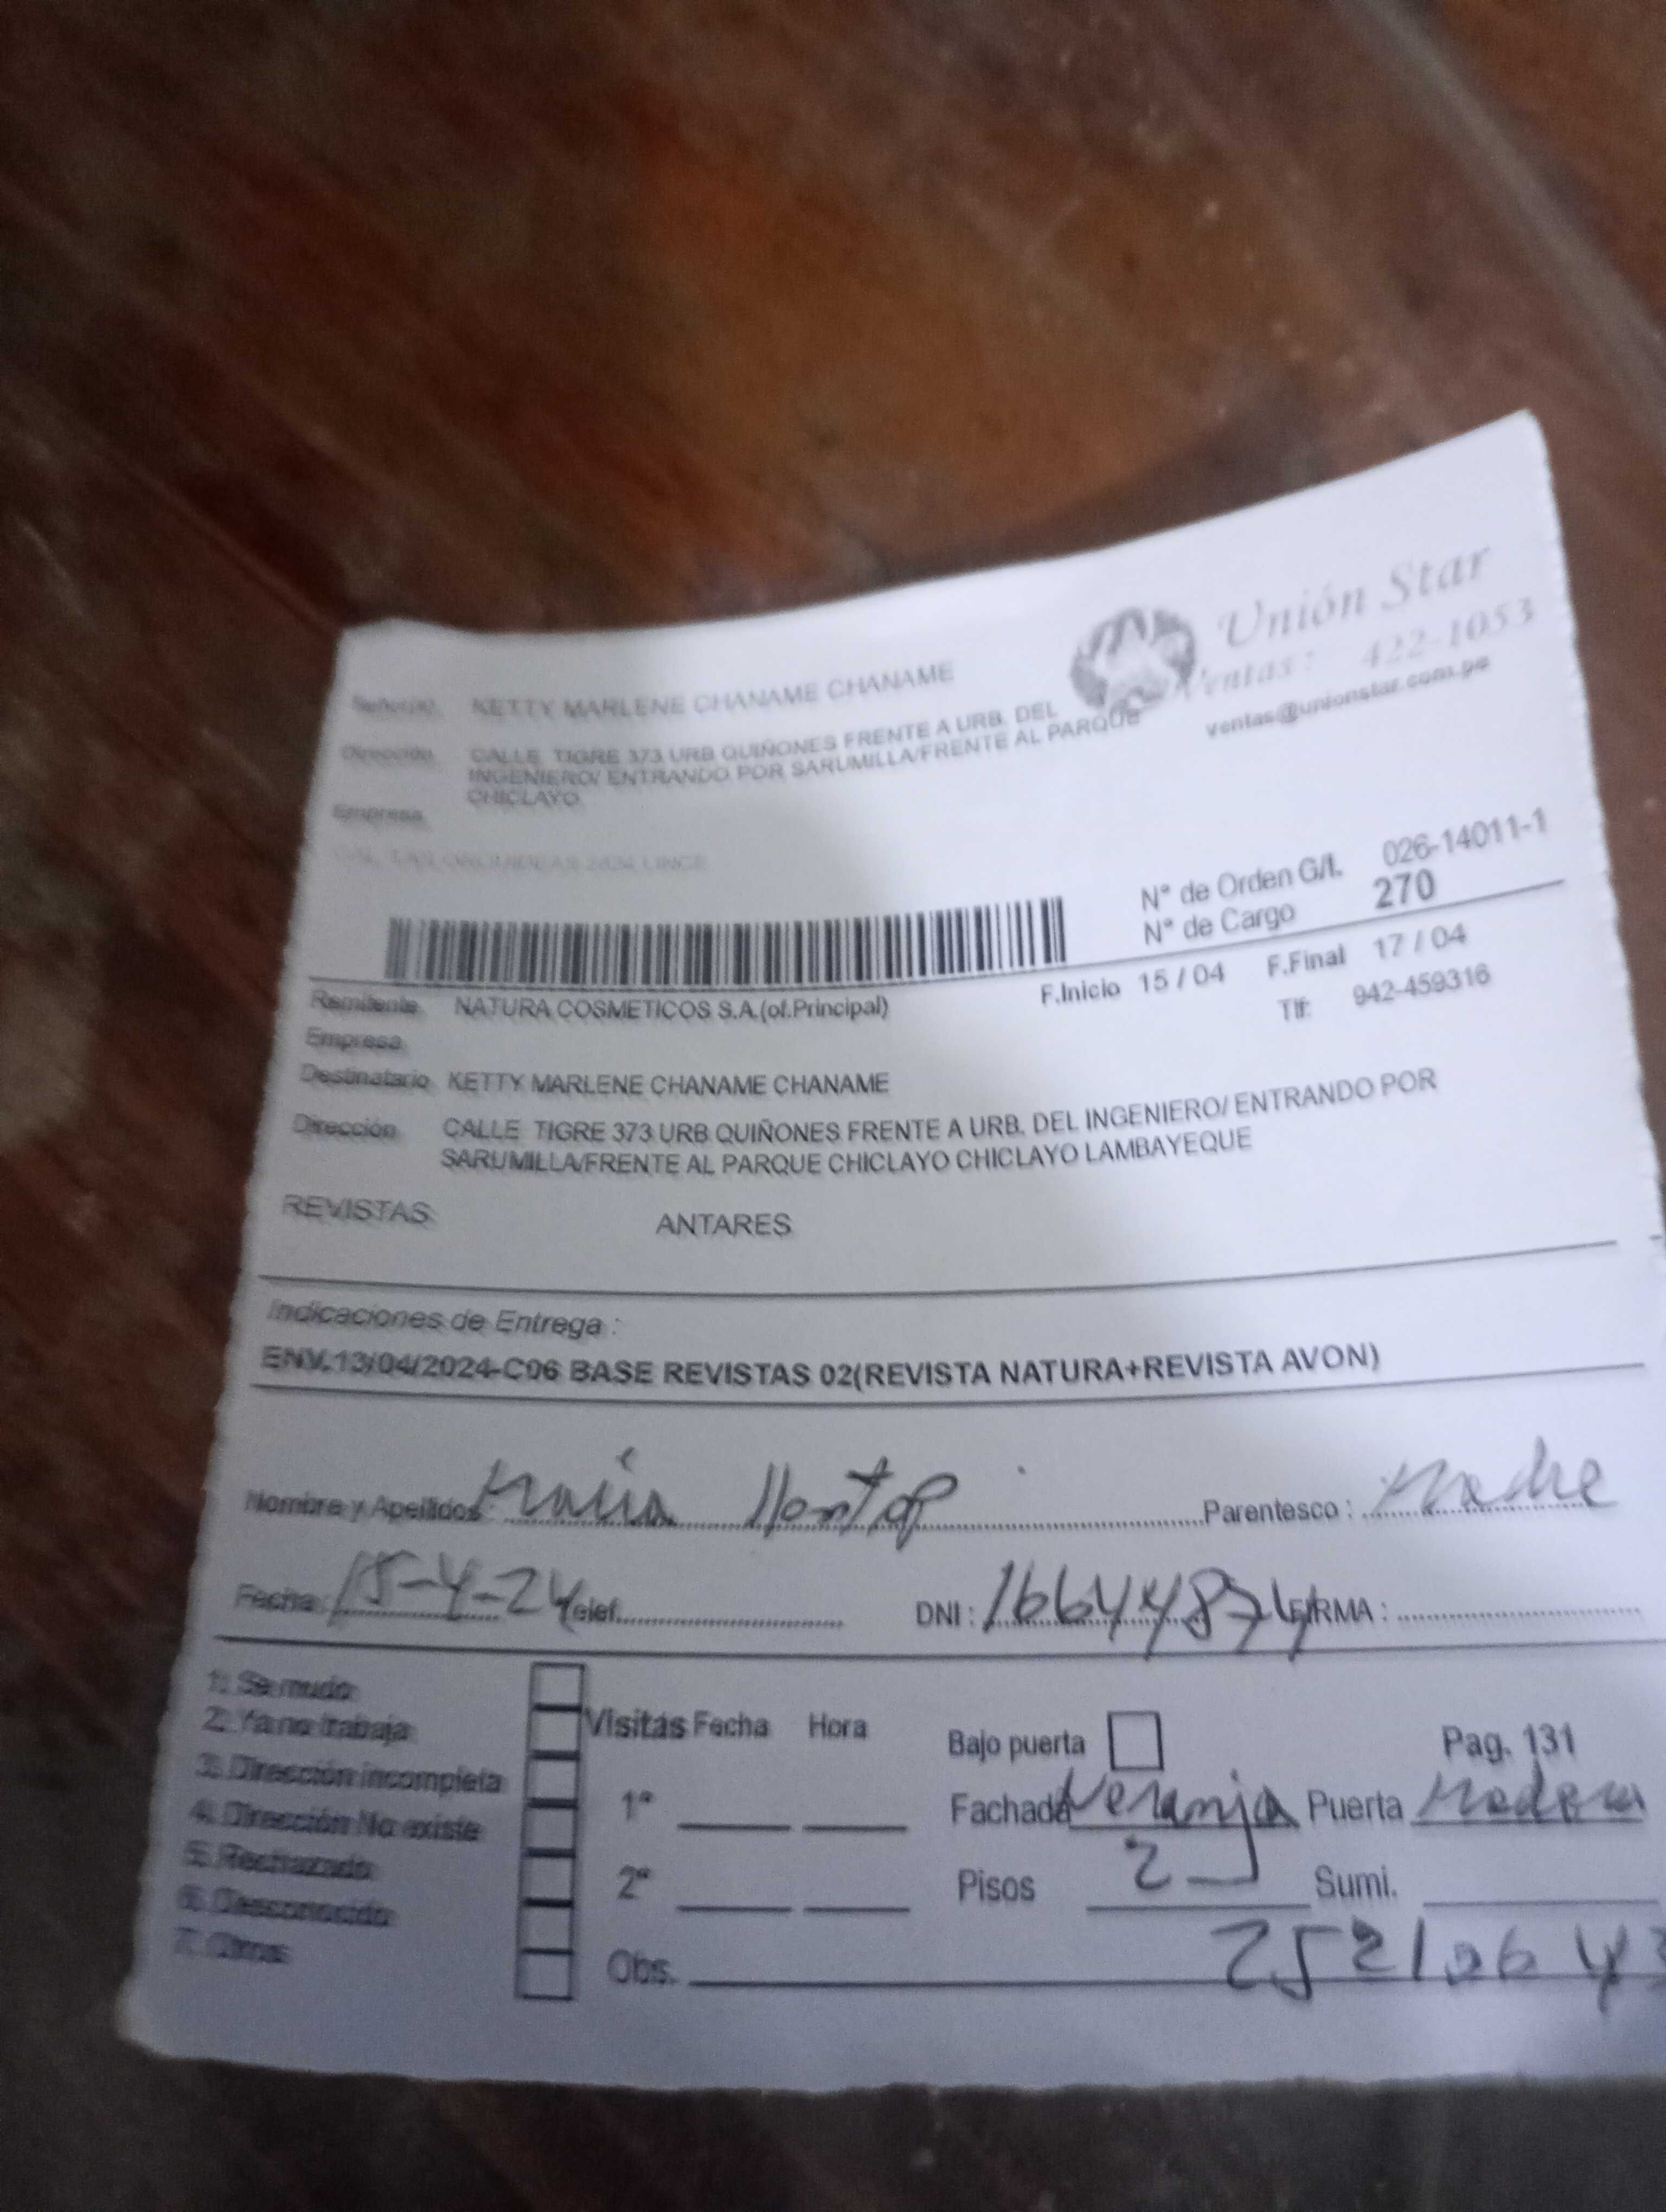 Unión Star
Ventas: 422-1053
ventas@unionstar.com.pe
Señor(a). KETTY MARLENE CHANAME CHANAME
Dirección. CALLE TIGRE 373 URB QUIÑONES FRENTE A URB. DEL
INGENIERO/ ENTRANDO POR SARUMILLA/FRENTE AL PARQUE
CHICLAYO
Empresa
N° de Orden G/I. 026-14011-1
N° de Cargo 270
F.Inicio 15 / 04 F.Final 17 / 04
Remitente NATURA COSMETICOS S.A.(of.Principal)
Tlf: 942-459316
Empresa
Destinatario KETTY MARLENE CHANAME CHANAME
Dirección CALLE TIGRE 373 URB QUIÑONES FRENTE A URB. DEL INGENIERO/ ENTRANDO POR
SARUMILLA/FRENTE AL PARQUE CHICLAYO CHICLAYO LAMBAYEQUE
REVISTAS ANTARES
Indicaciones de Entrega :
ENV.13/04/2024-C06 BASE REVISTAS 02(REVISTA NATURA+REVISTA AVON)
Nombre y Apellidos: María Parentesco : Madre
Fecha: 15-4-24 Telef. DNI : 16644874 FIRMA :
1: Se mudo
2: Ya no trabaja
3: Dirección incompleta
4: Dirección No existe
5: Rechazado
6: Desconocido
7: Otros
Visitas Fecha Hora
1°
2°
Obs.
Bajo puerta Pag. 131
Fachada Neranja Puerta Madera
Pisos 2 Sumi.